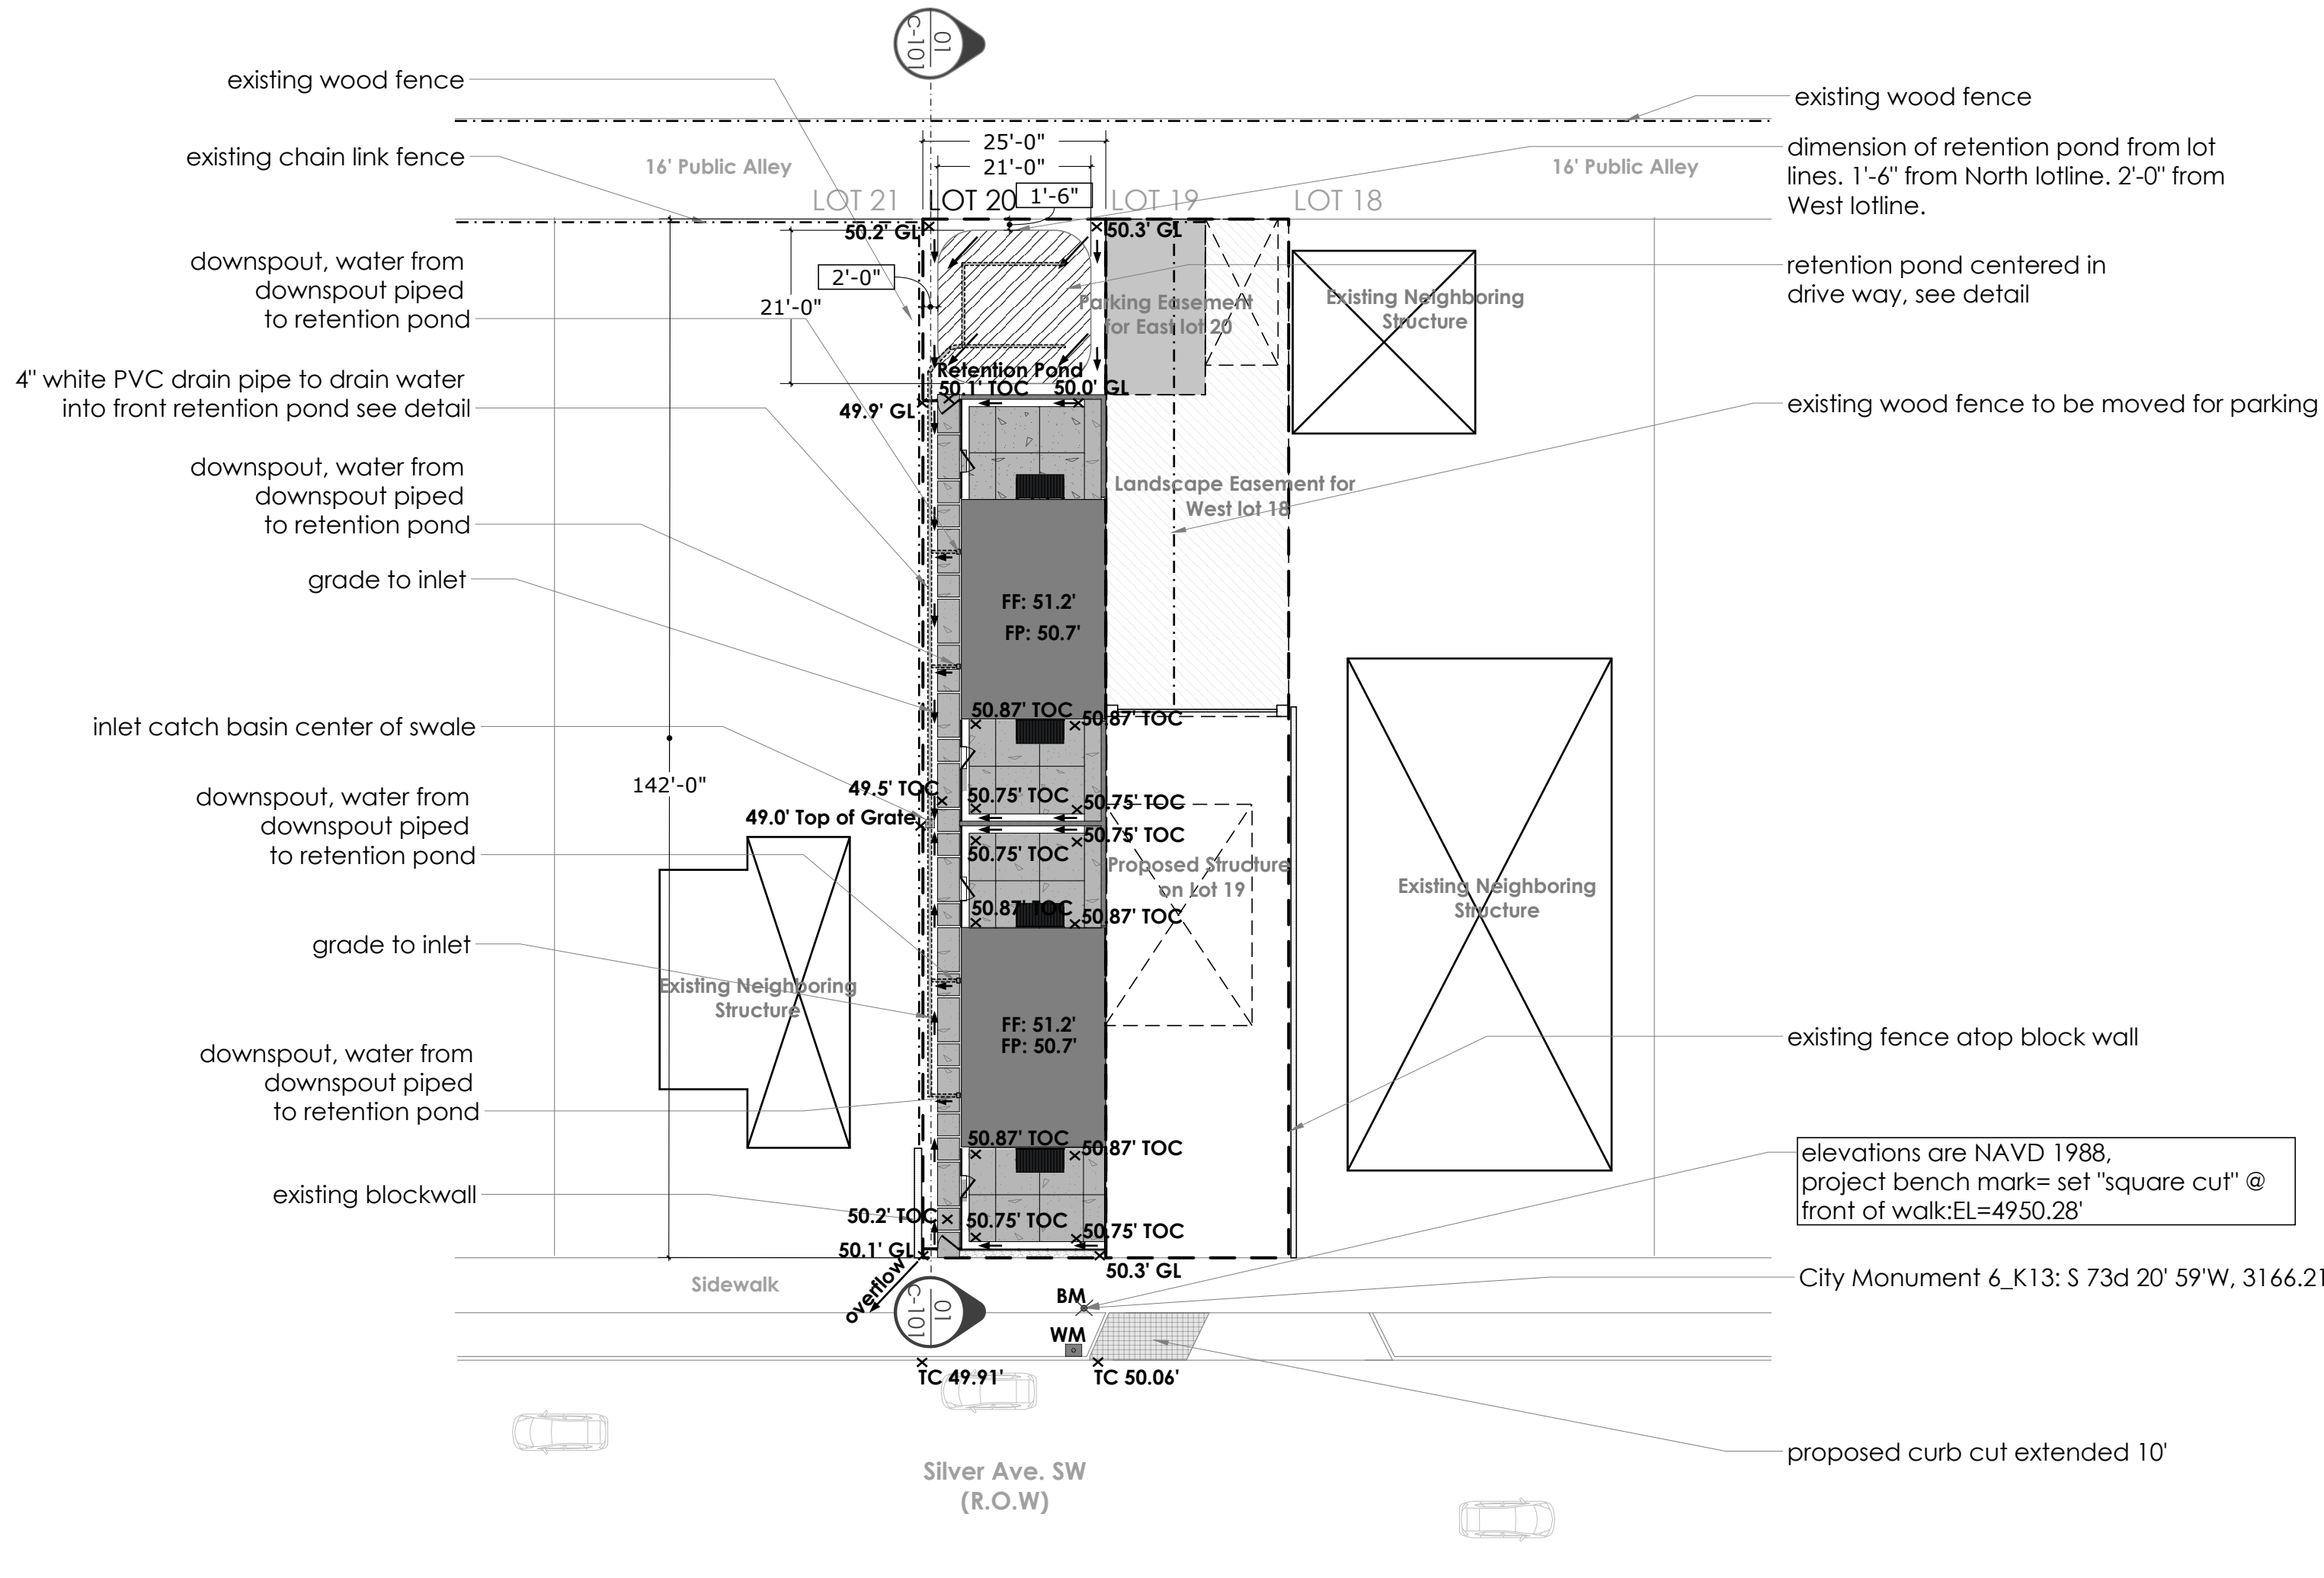 01
C-101
existing wood fence
existing chain link fence
downspout, water from
downspout piped
to retention pond
4" white PVC drain pipe to drain water
into front retention pond see detail
downspout, water from
downspout piped
to retention pond
grade to inlet
inlet catch basin center of swale
downspout, water from
downspout piped
to retention pond
grade to inlet
downspout, water from
downspout piped
to retention pond
existing blockwall
16' Public Alley
25'-0"
21'-0"
16' Public Alley
LOT 21
LOT 20
1'-6"
LOT 19
LOT 18
50.2' GL
50.3' GL
2'-0"
21'-0"
Parking Easement
for East lot 20
Existing Neighboring
Structure
Retention Pond
50.1' TOC
50.0' GL
49.9' GL
Landscape Easement for
West lot 18
FF: 51.2'
FP: 50.7'
50.87' TOC
50.87' TOC
142'-0"
49.5' TOC
50.75' TOC
50.75' TOC
49.0' Top of Grate
50.75' TOC
50.75' TOC
Proposed Structure
on Lot 19
Existing Neighboring
Structure
50.87' TOC
50.87' TOC
Existing Neighboring
Structure
FF: 51.2'
FP: 50.7'
50.87' TOC
50.87' TOC
50.2' TOC
50.75' TOC
50.75' TOC
50.1' GL
50.3' GL
overflow
Sidewalk
01
C-101
BM
WM
TC 49.91'
TC 50.06'
Silver Ave. SW
(R.O.W)
existing wood fence
dimension of retention pond from lot
lines. 1'-6" from North lotline. 2'-0" from
West lotline.
retention pond centered in
drive way, see detail
existing wood fence to be moved for parking
existing fence atop block wall
elevations are NAVD 1988,
project bench mark= set "square cut" @
front of walk:EL=4950.28'
City Monument 6_K13: S 73d 20' 59'W, 3166.21
proposed curb cut extended 10'